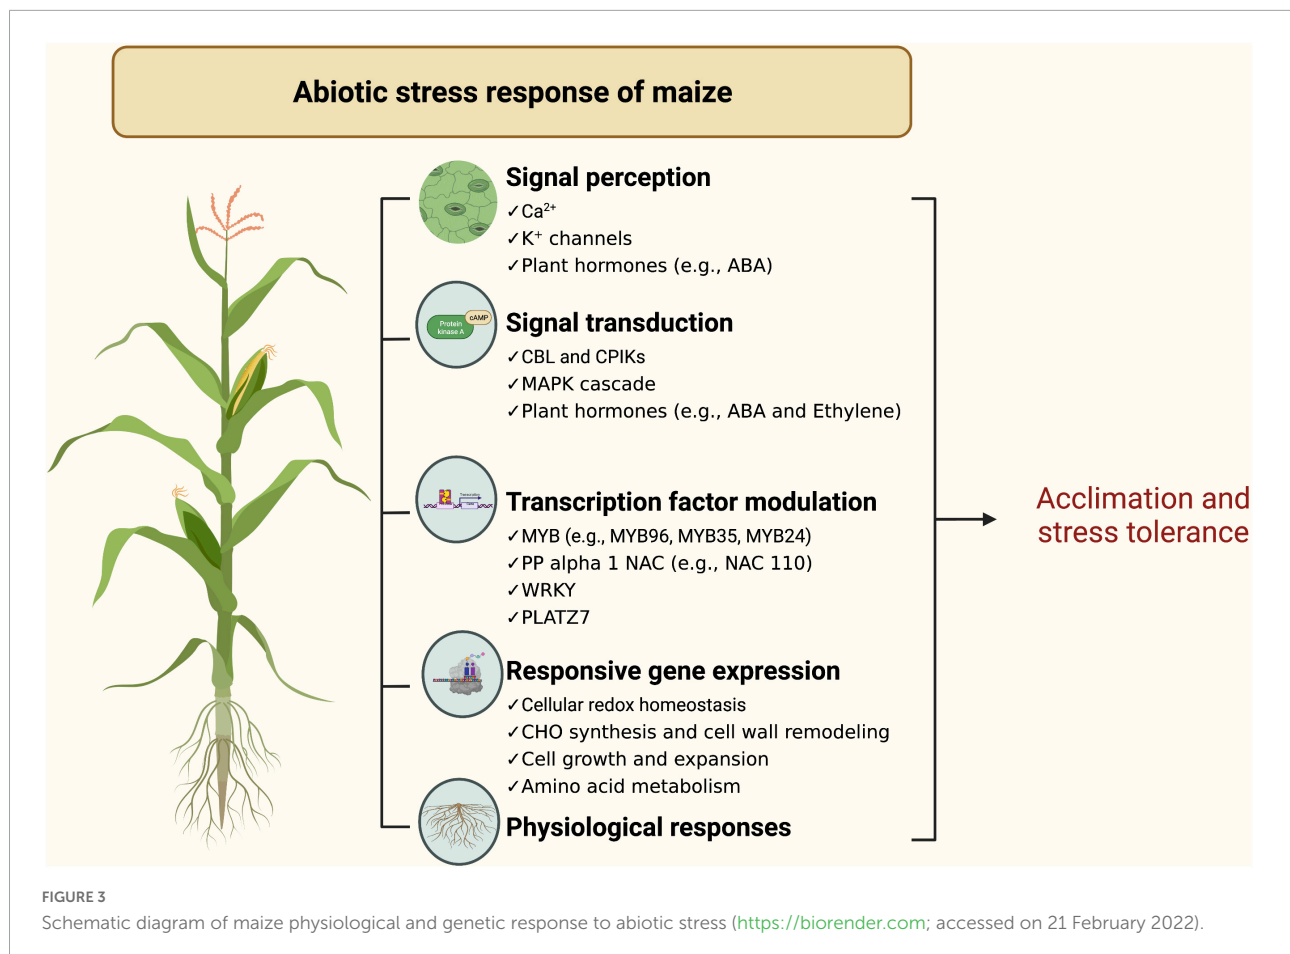 Abiotic stress response of maize
Signal perception
✓Ca²⁺
✓K⁺ channels
✓Plant hormones (e.g., ABA)
Protein
kinase A
cAMP
Signal transduction
✓CBL and CPIKs
✓MAPK cascade
✓Plant hormones (e.g., ABA and Ethylene)
Transcription factor modulation
✓MYB (e.g., MYB96, MYB35, MYB24)
✓PP alpha 1 NAC (e.g., NAC 110)
✓WRKY
✓PLATZ7
Responsive gene expression
✓Cellular redox homeostasis
✓CHO synthesis and cell wall remodeling
✓Cell growth and expansion
✓Amino acid metabolism
Physiological responses
Acclimation and
stress tolerance
FIGURE 3
Schematic diagram of maize physiological and genetic response to abiotic stress (https://biorender.com; accessed on 21 February 2022).